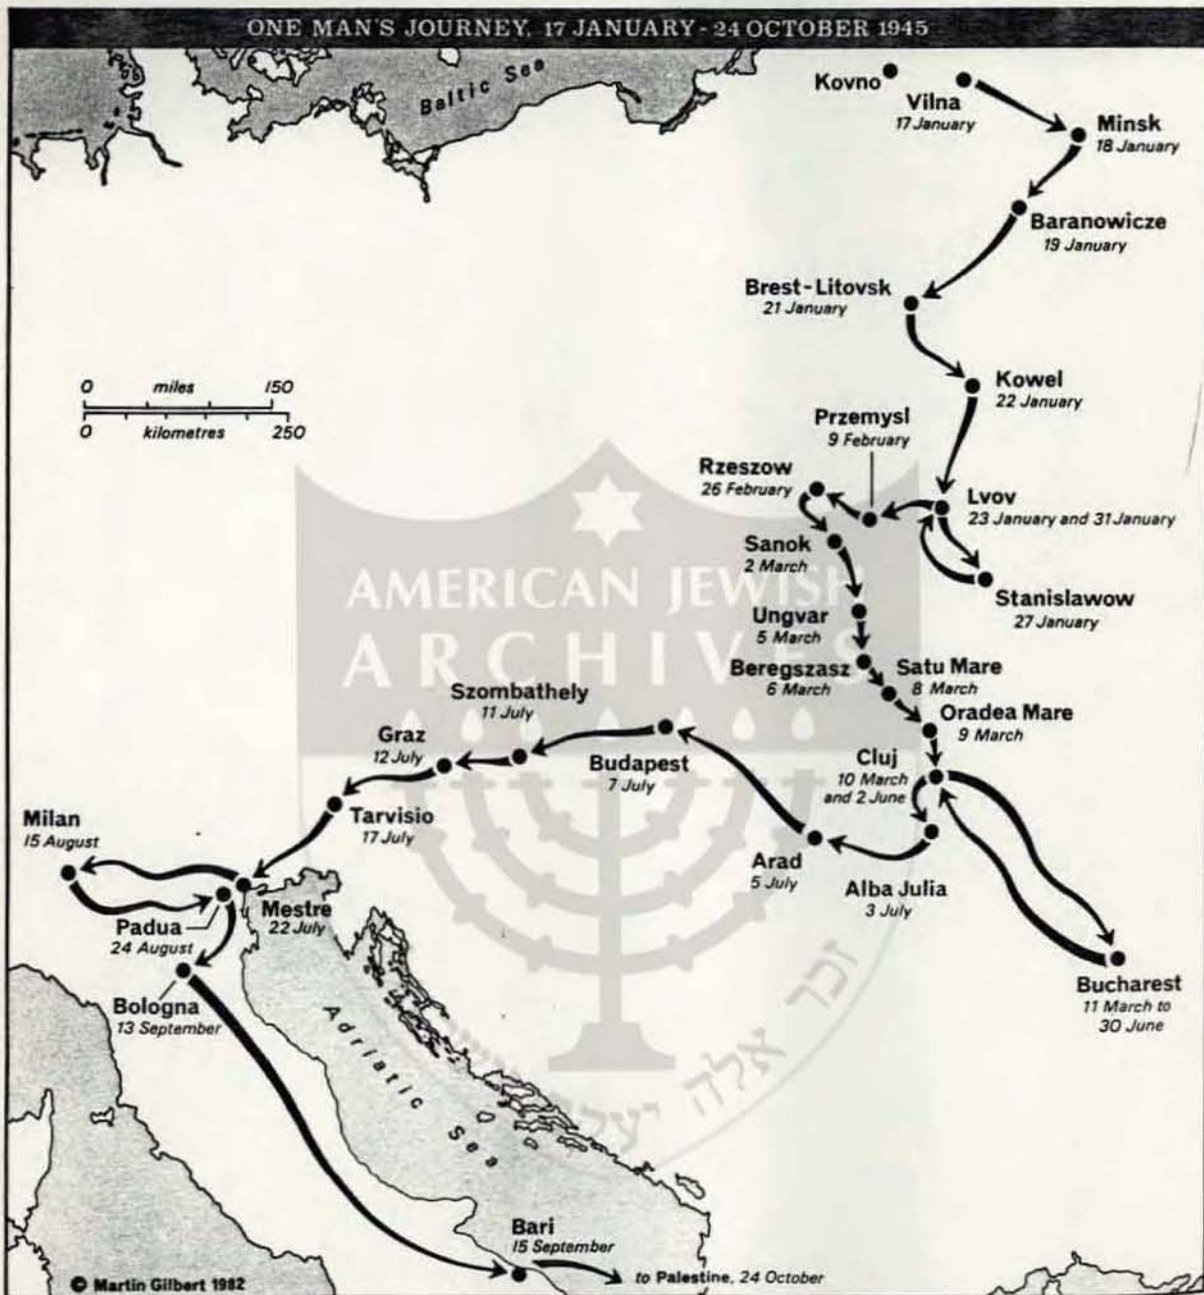 ONE MAN'S JOURNEY, 17 JANUARY - 24 OCTOBER 1945
Baltic Sea
Kovno
Vilna
17 January
Minsk
18 January
Baranowicze
19 January
Brest-Litovsk
21 January
0 miles 150
0 kilometres 250
Kowel
22 January
Przemysl
9 February
Rzeszow
26 February
Lvov
23 January and 31 January
Sanok
2 March
AMERICAN JEWISH
ARCHIVES
Stanislawow
27 January
Ungvar
5 March
Beregszasz
6 March
Satu Mare
8 March
Oradea Mare
9 March
Szombathely
11 July
Graz
12 July
Budapest
7 July
Cluj
10 March
and 2 June
Tarvisio
17 July
Milan
15 August
Arad
5 July
Alba Julia
3 July
Mestre
22 July
Padua
24 August
Bologna
13 September
Bucharest
11 March to
30 June
Adriatic Sea
זכר אלה יעקב
Bari
15 September
to Palestine, 24 October
© Martin Gilbert 1982